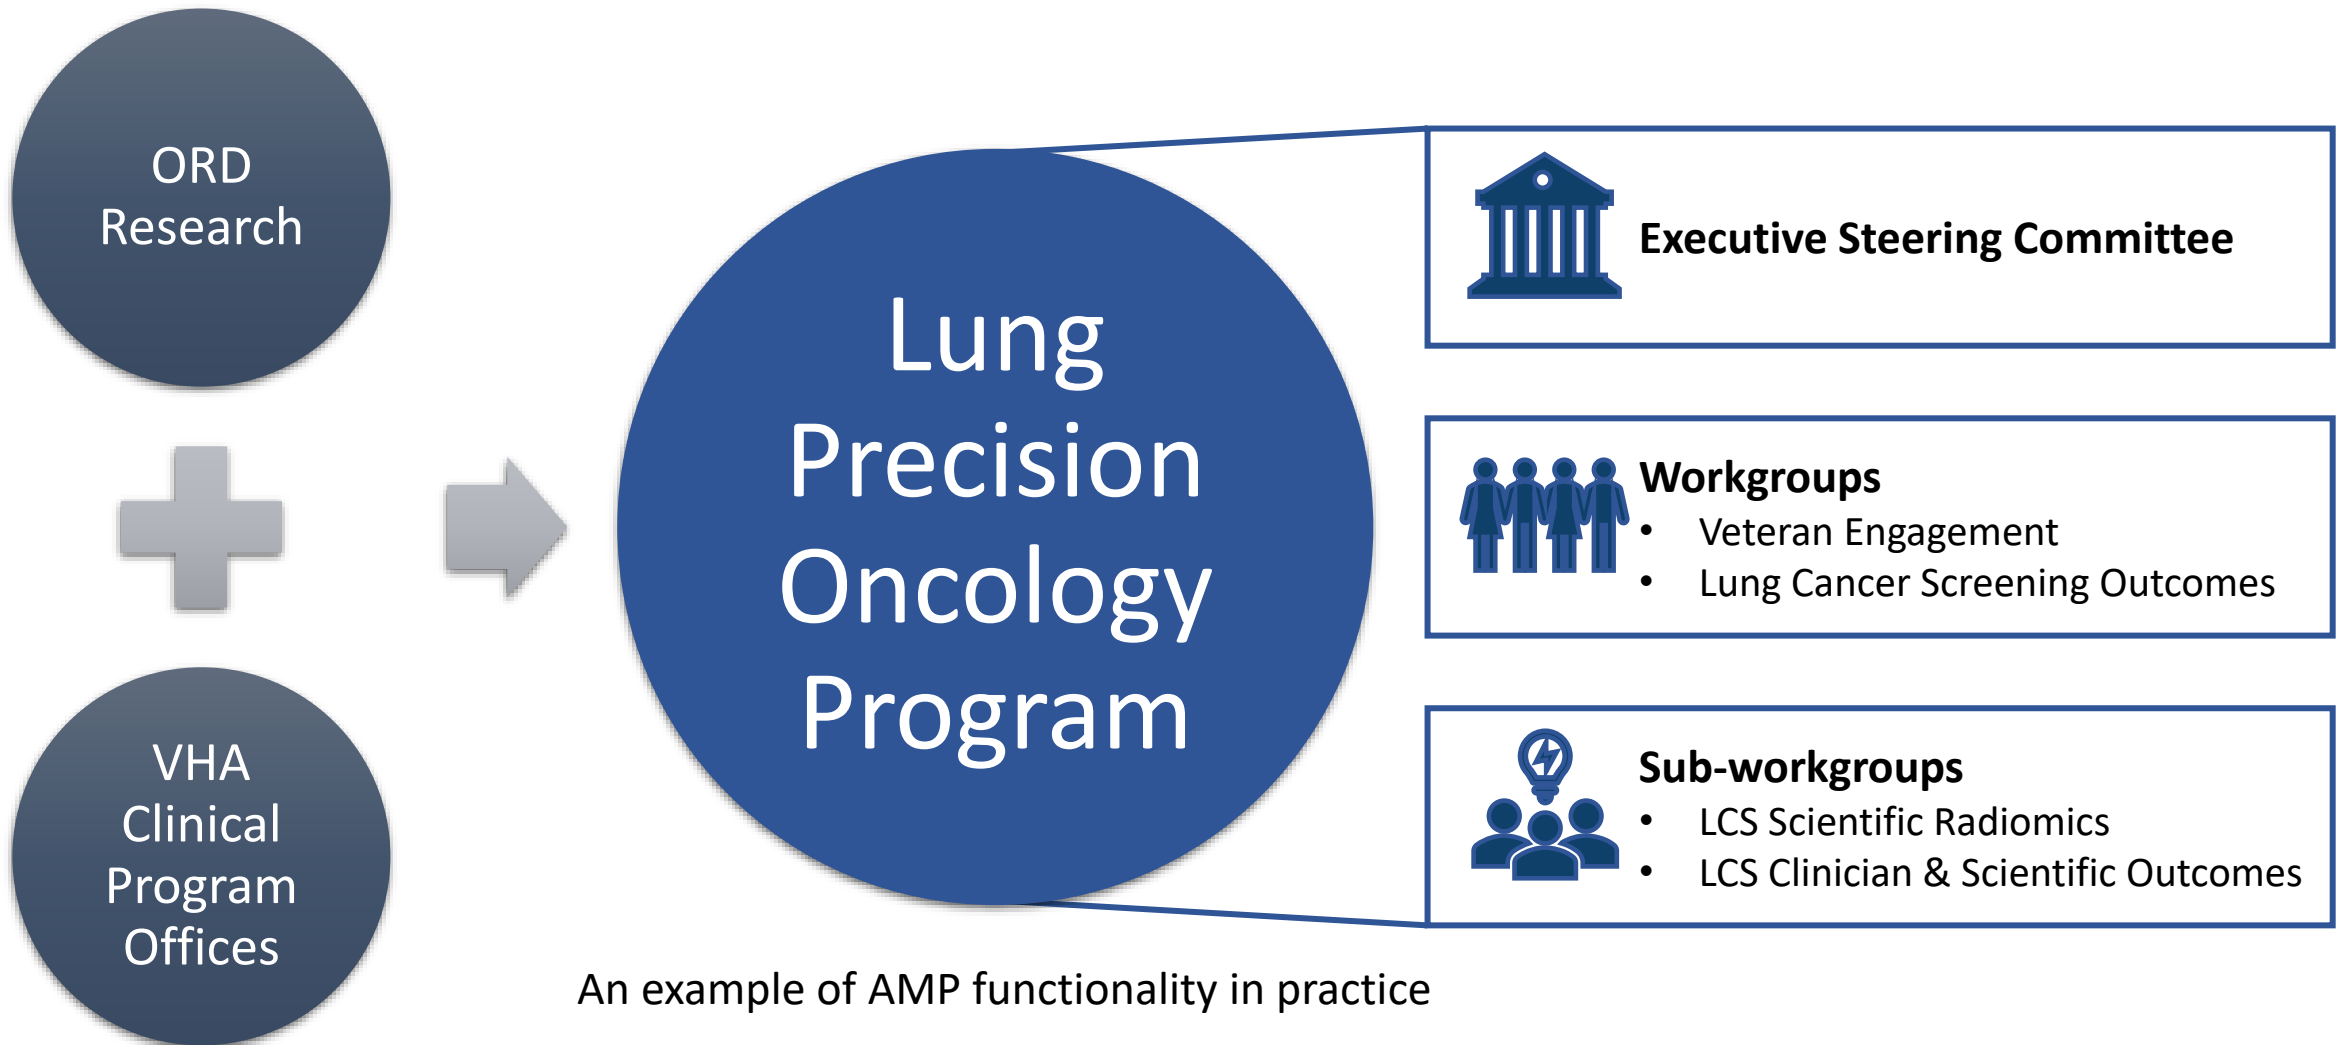 ORD
Research
VHA
Clinical
Program
Offices
Lung
Precision
Oncology
Program
Executive Steering Committee
Workgroups
• Veteran Engagement
• Lung Cancer Screening Outcomes
Sub-workgroups
• LCS Scientific Radiomics
• LCS Clinician & Scientific Outcomes
An example of AMP functionality in practice